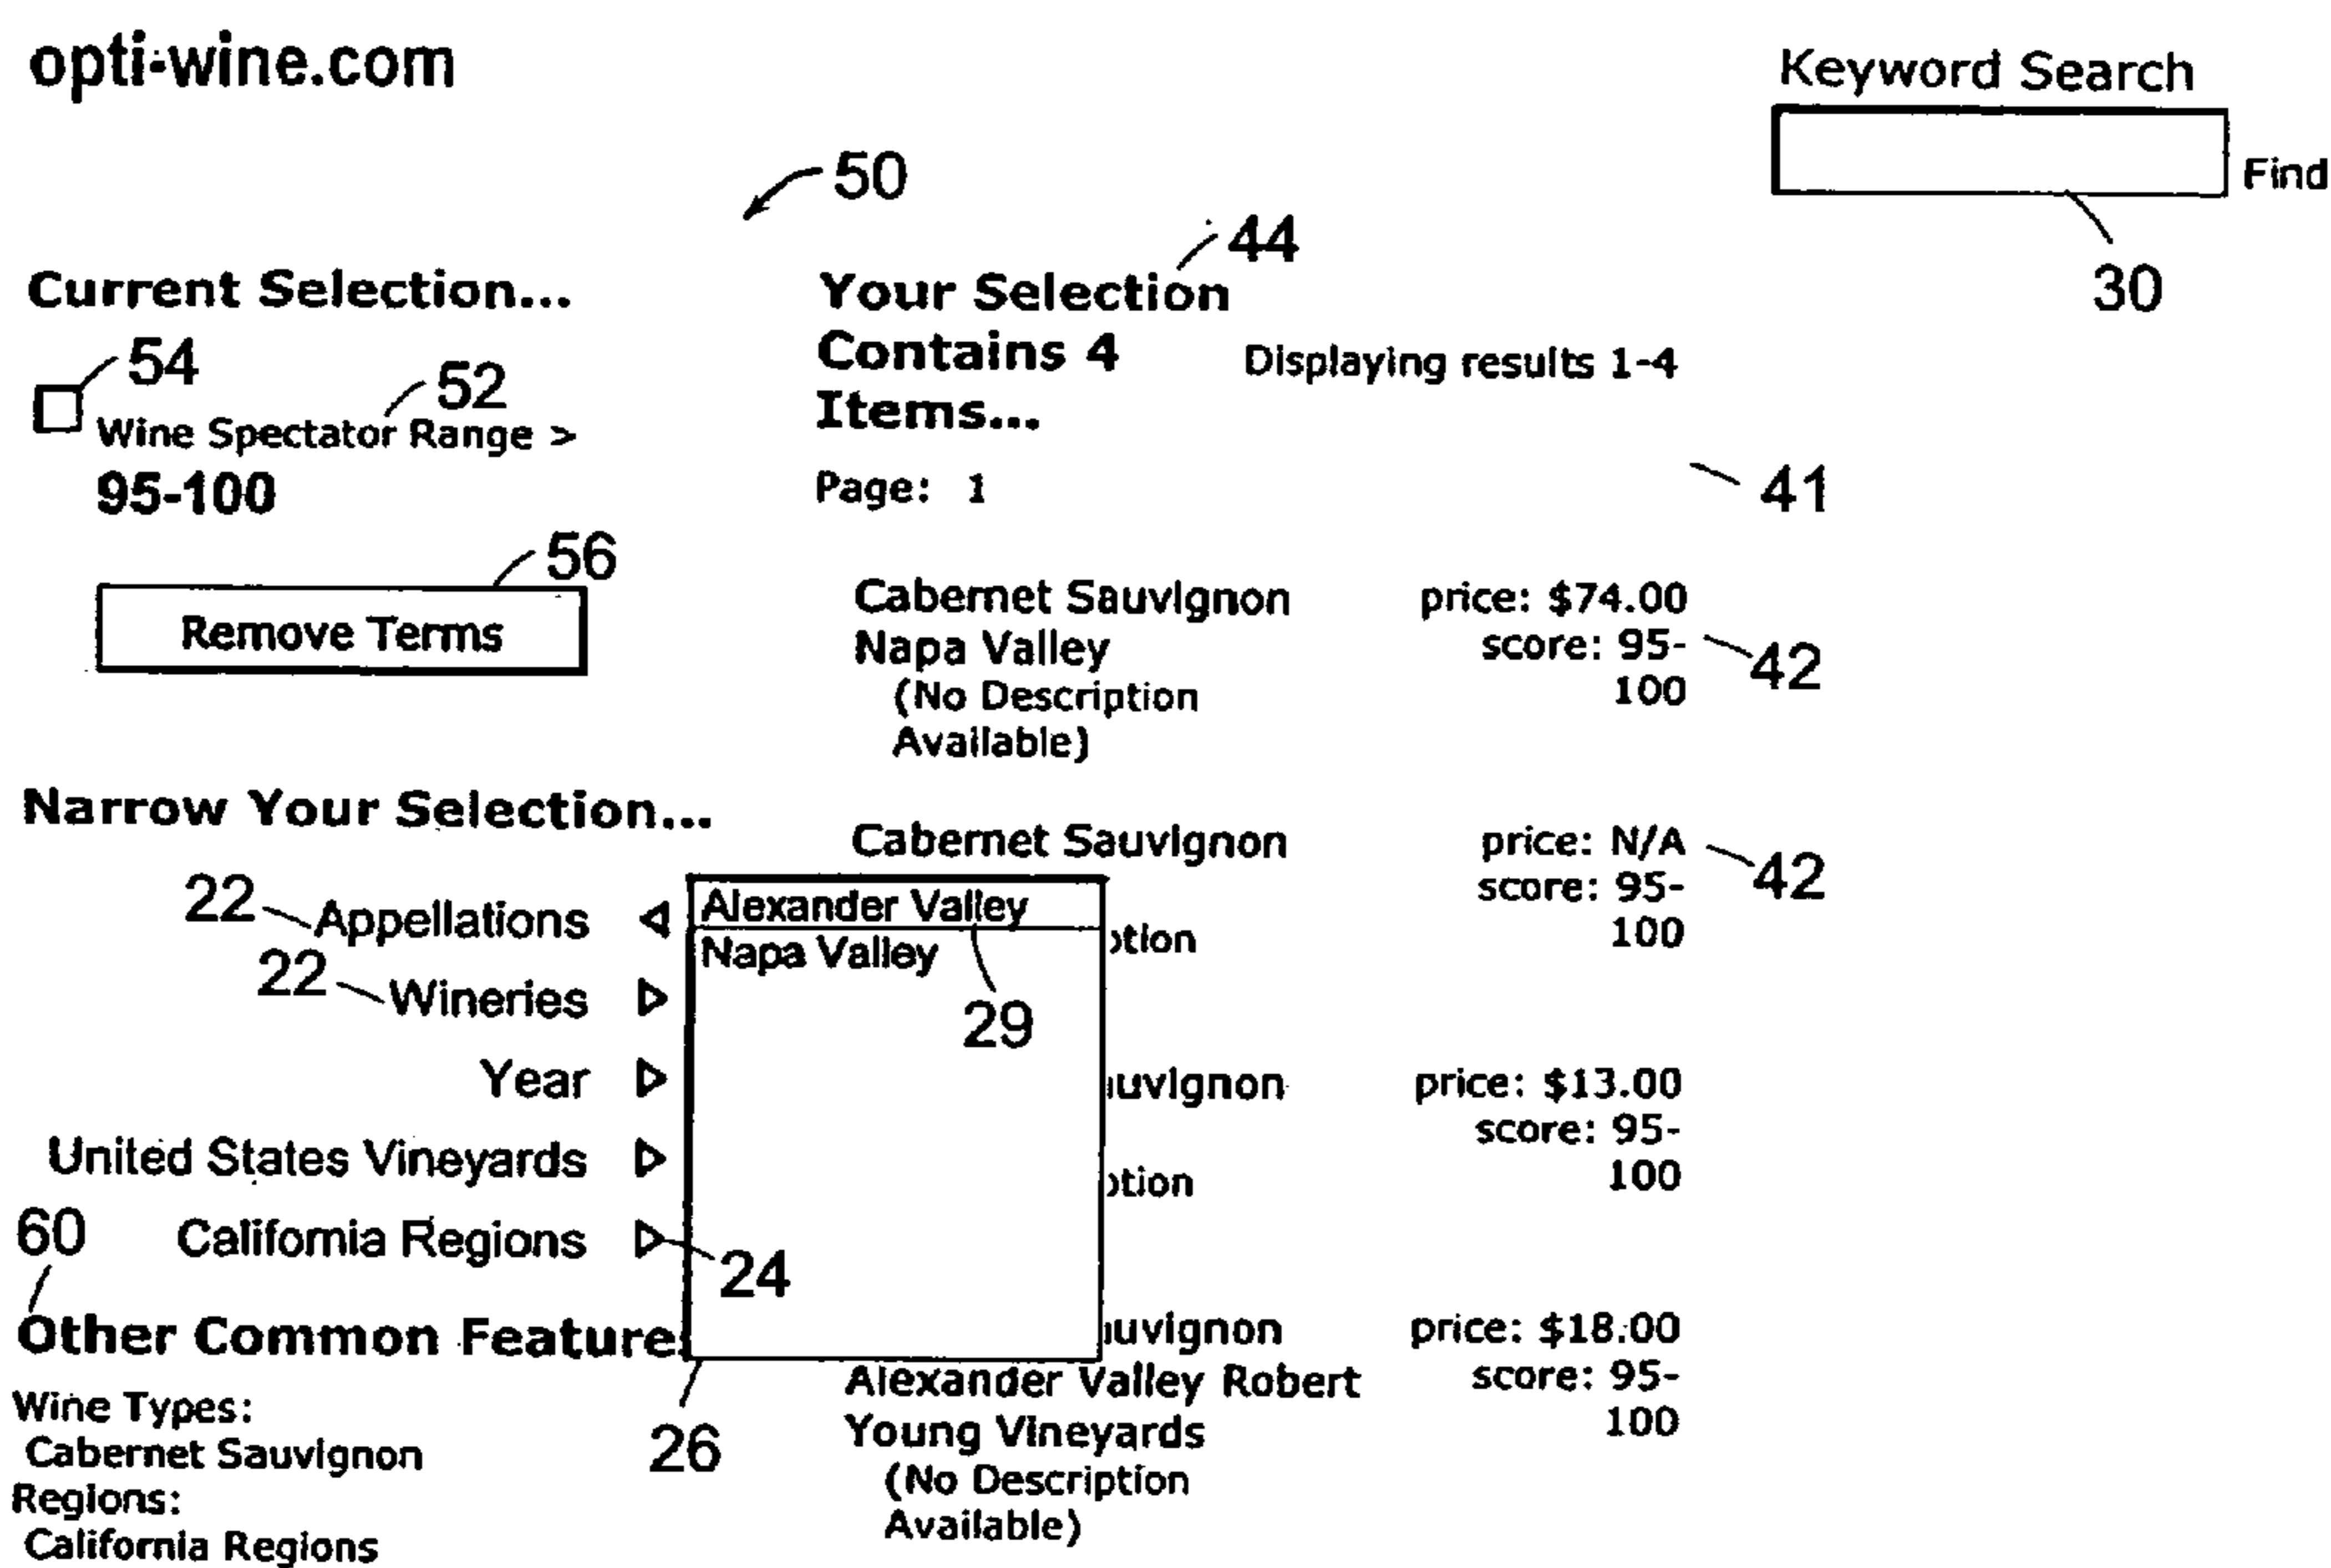 opti-wine.com
Keyword Search
Find
30
50
44
Current Selection...
54
52
Wine Spectator Range >
95-100
56
Remove Terms
Your Selection
Contains 4
Items...
Displaying results 1-4
Page: 1
41
Cabernet Sauvignon
Napa Valley
(No Description
Available)
price: $74.00
score: 95-
100
42
Narrow Your Selection...
22
Appellations
22
Wineries
Year
United States Vineyards
California Regions
24
Alexander Valley
Napa Valley
29
26
Cabernet Sauvignon
price: N/A
score: 95-
100
42
price: $13.00
score: 95-
100
price: $18.00
score: 95-
100
Alexander Valley Robert
Young Vineyards
(No Description
Available)
60
Other Common
Wine Types:
Cabernet Sauvignon
Regions:
California Regions